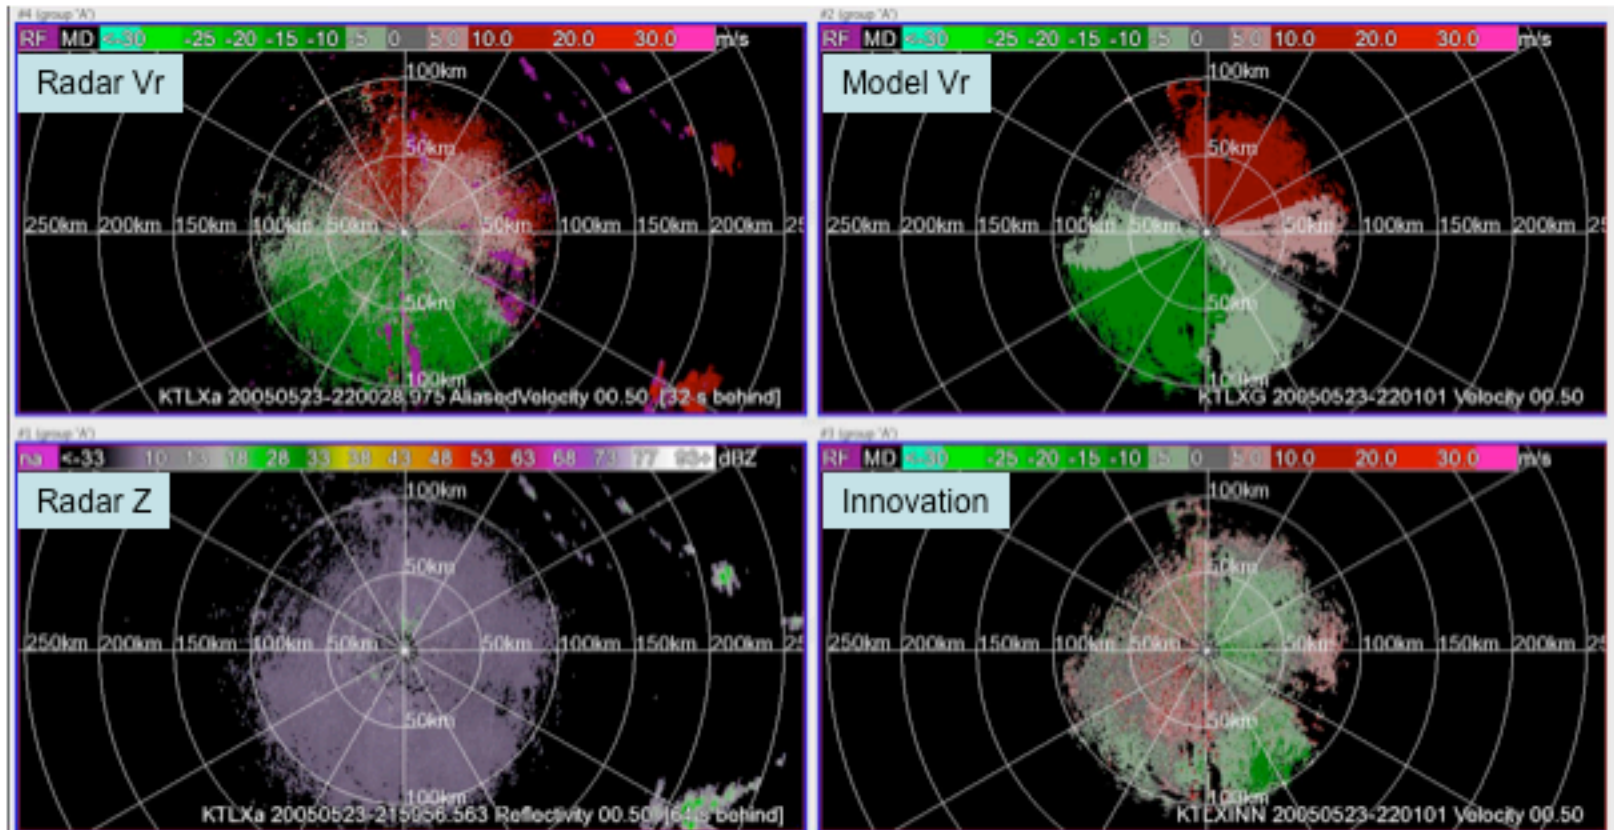 #4 (group 'A')
RF MD <-30 -25 -20 -15 -10 -5 0 5.0 10.0 20.0 30.0 m/s
Radar Vr
100km
50km
250km 200km 150km 100km 50km 50km 100km 150km 200km 25
50km
100km
KTLXa 20050523-220028.975 AliasedVelocity 00.50 [32 s behind]
#2 (group 'A')
RF MD <-30 -25 -20 -15 -10 -5 0 5.0 10.0 20.0 30.0 m/s
Model Vr
100km
50km
250km 200km 150km 100km 50km 50km 100km 150km 200km 25
50km
100km
KTLXG 20050523-220101 Velocity 00.50
#1 (group 'A')
na <-33 10 13 18 28 33 38 43 48 53 63 68 73 77 93+ dBZ
Radar Z
100km
50km
250km 200km 150km 100km 50km 50km 100km 150km 200km 25
50km
100km
KTLXa 20050523-215956.563 Reflectivity 00.50 behind]
#3 (group 'A')
RF MD <-30 -25 -20 -15 -10 -5 0 5.0 10.0 20.0 30.0 m/s
Innovation
100km
50km
250km 200km 150km 100km 50km 50km 100km 150km 200km 25
50km
100km
KTLXINN 20050523-220101 Velocity 00.50